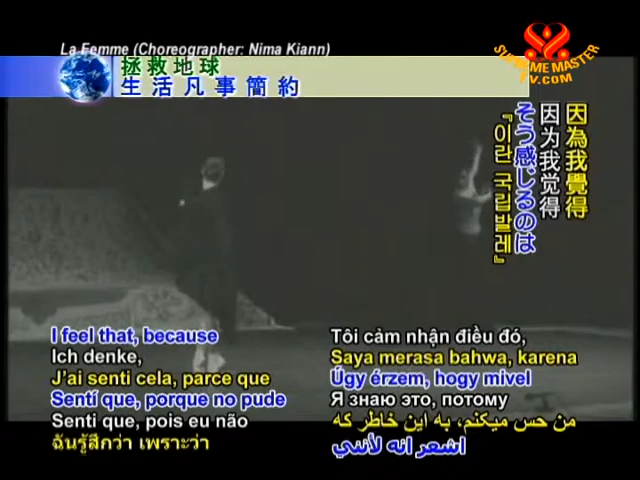 La Femme (Choreographer: Nima Kiann)
SUPREME MASTER
TV.COM
拯救地球
生活凡事簡約
因為我覺得
因为我觉得
そう感じるのは
『이란 국립발레』
I feel that, because
Ich denke,
J'ai senti cela, parce que
Sentí que, porque no pude
Senti que, pois eu não
ฉันรู้สึกว่า เพราะว่า
Tôi cảm nhận điều đó,
Saya merasa bahwa, karena
Úgy érzem, hogy mivel
Я знаю это, потому
من حس میکنم، به این خاطر که
اشعر انه لأنني